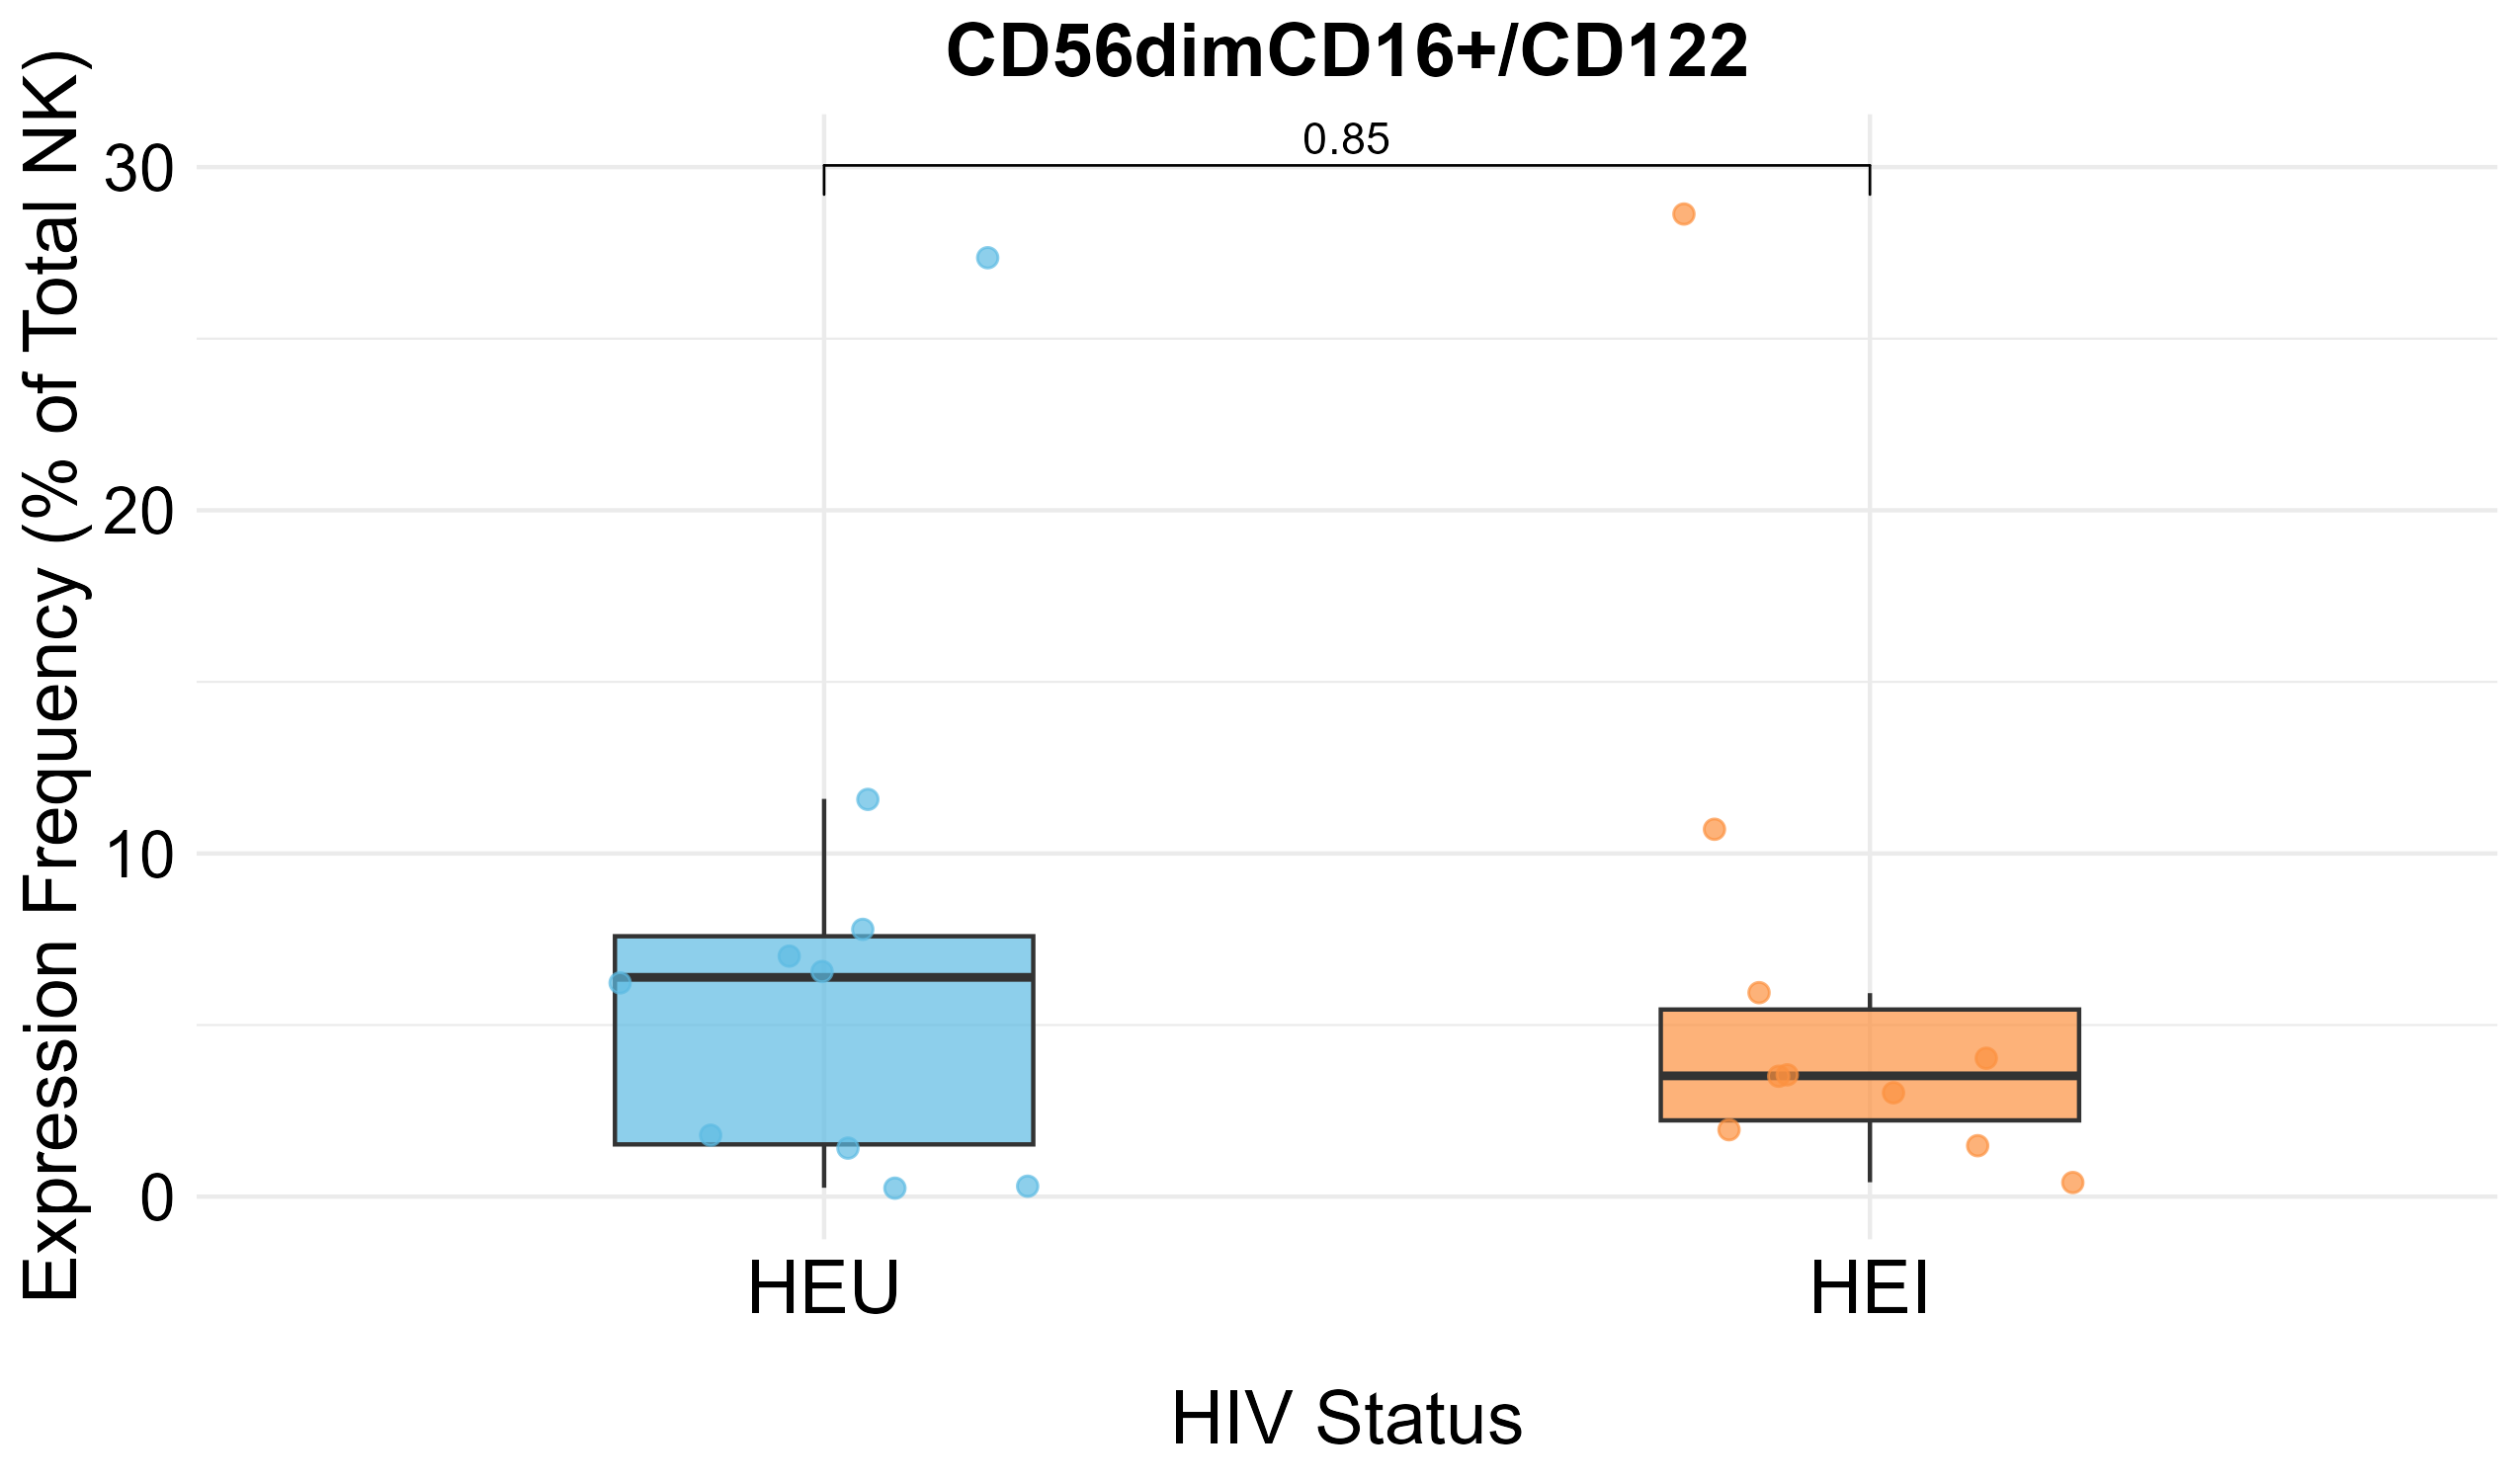 CD56dimCD16+/CD122
Expression Frequency (% of Total NK)
30
20
10
0
0.85
HEU
HEI
HIV Status